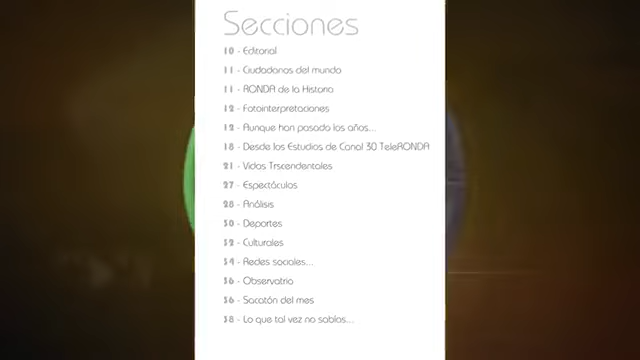 Secciones
10 - Editorial
11 - Ciudadanos del mundo
11 - RONDA de la Historia
12 - Fotointerpretaciones
12 - Aunque han pasado los años...
18 - Desde los Estudios de Canal 30 TeleRONDA
21 - Vidas Trscendentales
27 - Espectáculos
28 - Análisis
30 - Deportes
32 - Culturales
34 - Redes sociales...
36 - Observatrio
36 - Sacatón del mes
38 - Lo que tal vez no sabías...